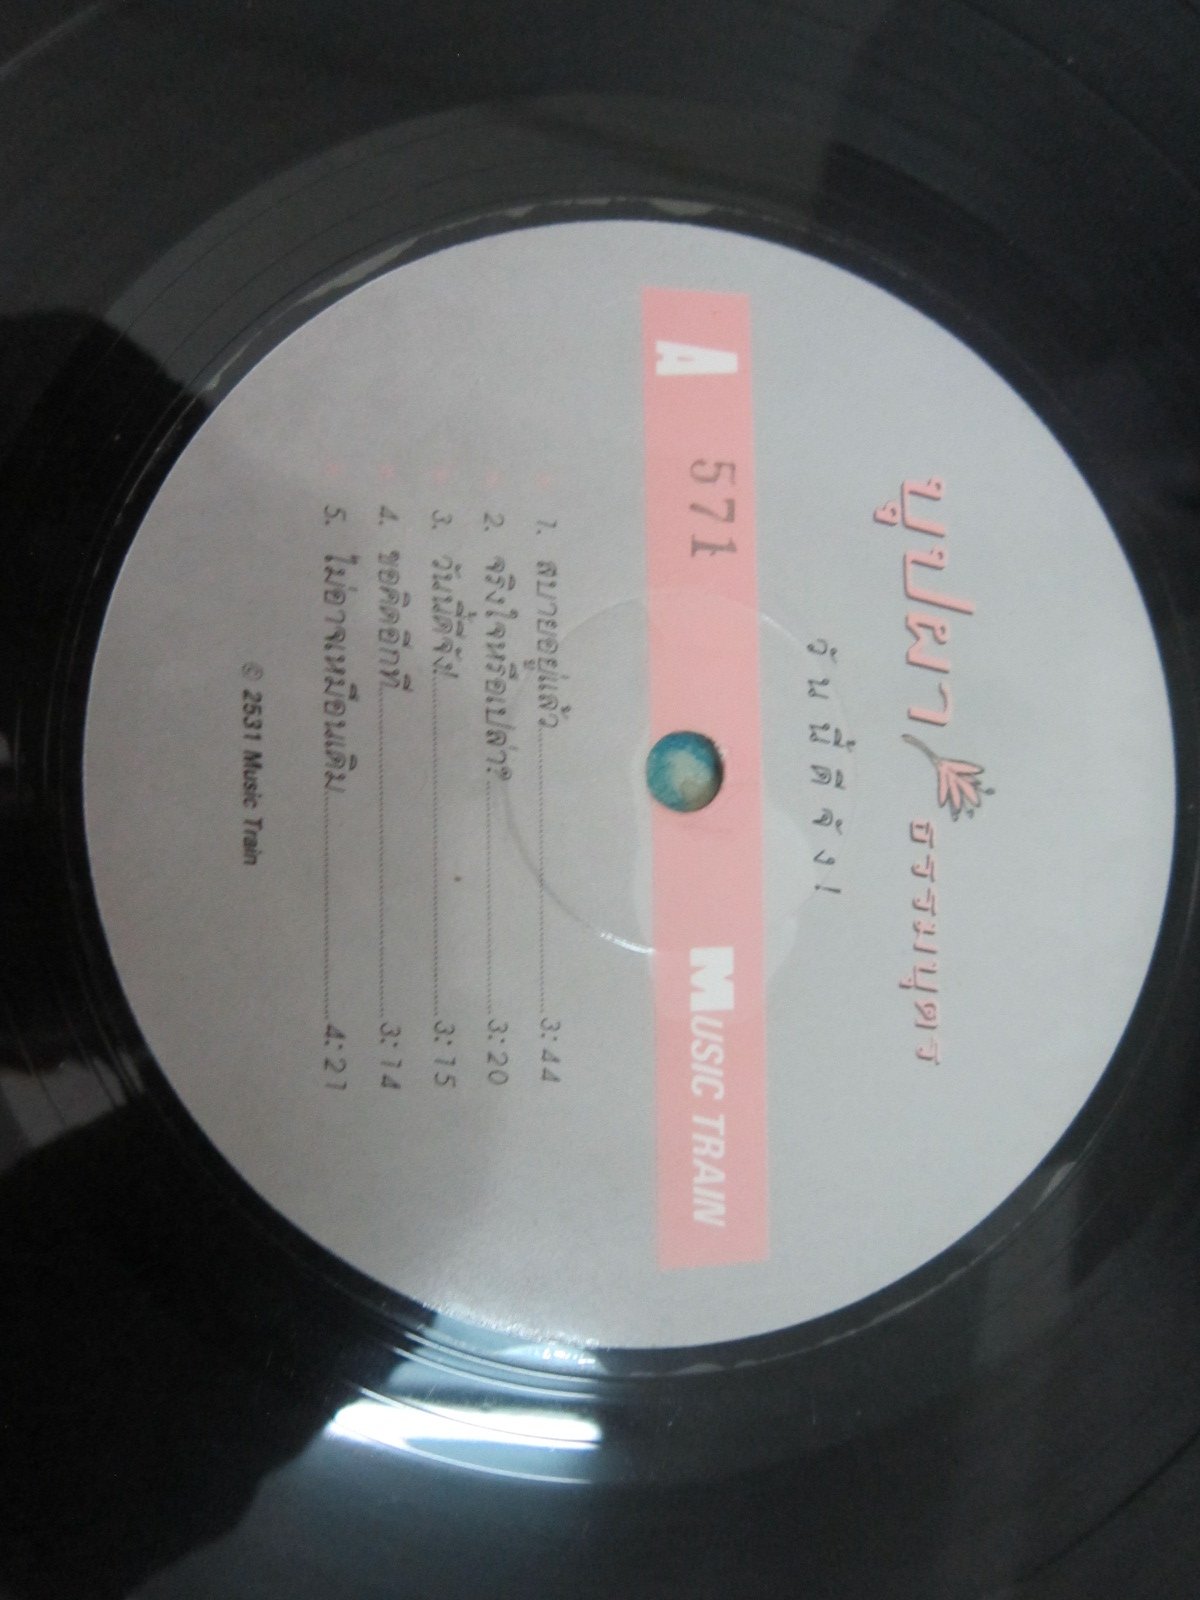 บุปผา ธรรมบุตร
วันนี้ดีจัง!
A 571 MUSIC TRAIN
1. สบายอยู่แล้ว 3:44
2. จริงใจหรือเปล่า? 3:20
3. วันนี้ดีจัง! 3:15
4. ขอคิดอีกที 3:14
5. ไม่อาจเหมือนเดิม 4:21
© 2531 Music Train